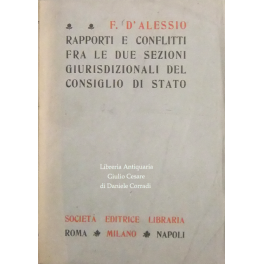 F. D'ALESSIO
RAPPORTI E CONFLITTI
FRA LE DUE SEZIONI
GIURISDIZIONALI DEL
CONSIGLIO DI STATO
Libreria Antiquaria
Giulio Cesare
di Daniele Corradi
SOCIETÀ EDITRICE LIBRARIA
ROMA MILANO NAPOLI